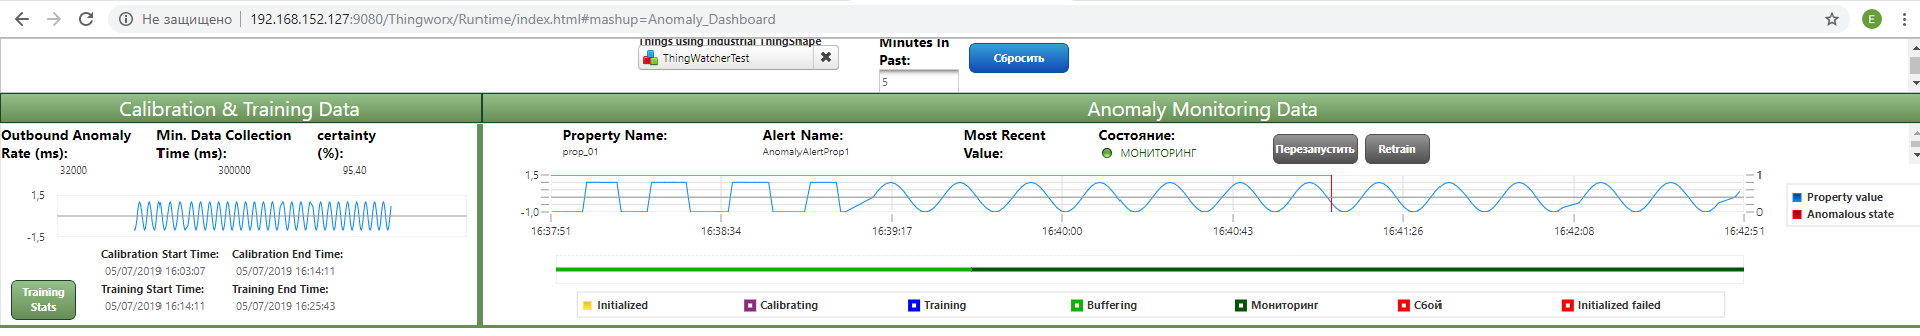 Не защищено 192.168.152.127:9080/Thingworx/Runtime/index.html#mashup=Anomaly_Dashboard
E
Things using Industrial ThingShape
ThingWatcherTest
Minutes In Past:
5
Сбросить
Calibration & Training Data
Anomaly Monitoring Data
Outbound Anomaly Rate (ms):
32000
Min. Data Collection Time (ms):
300000
certainty (%):
95,40
1,5
-1,5
Calibration Start Time:
05/07/2019 16:03:07
Calibration End Time:
05/07/2019 16:14:11
Training Start Time:
05/07/2019 16:14:11
Training End Time:
05/07/2019 16:25:43
Training Stats
Property Name:
prop_01
Alert Name:
AnomalyAlertProp1
Most Recent Value:
Состояние:
МОНИТОРИНГ
Перезапустить
Retrain
1,5
-1,0
1
0
16:37:51 16:38:34 16:39:17 16:40:00 16:40:43 16:41:26 16:42:08 16:42:51
Property value
Anomalous state
Initialized Calibrating Training Buffering Мониторинг Сбой Initialized failed